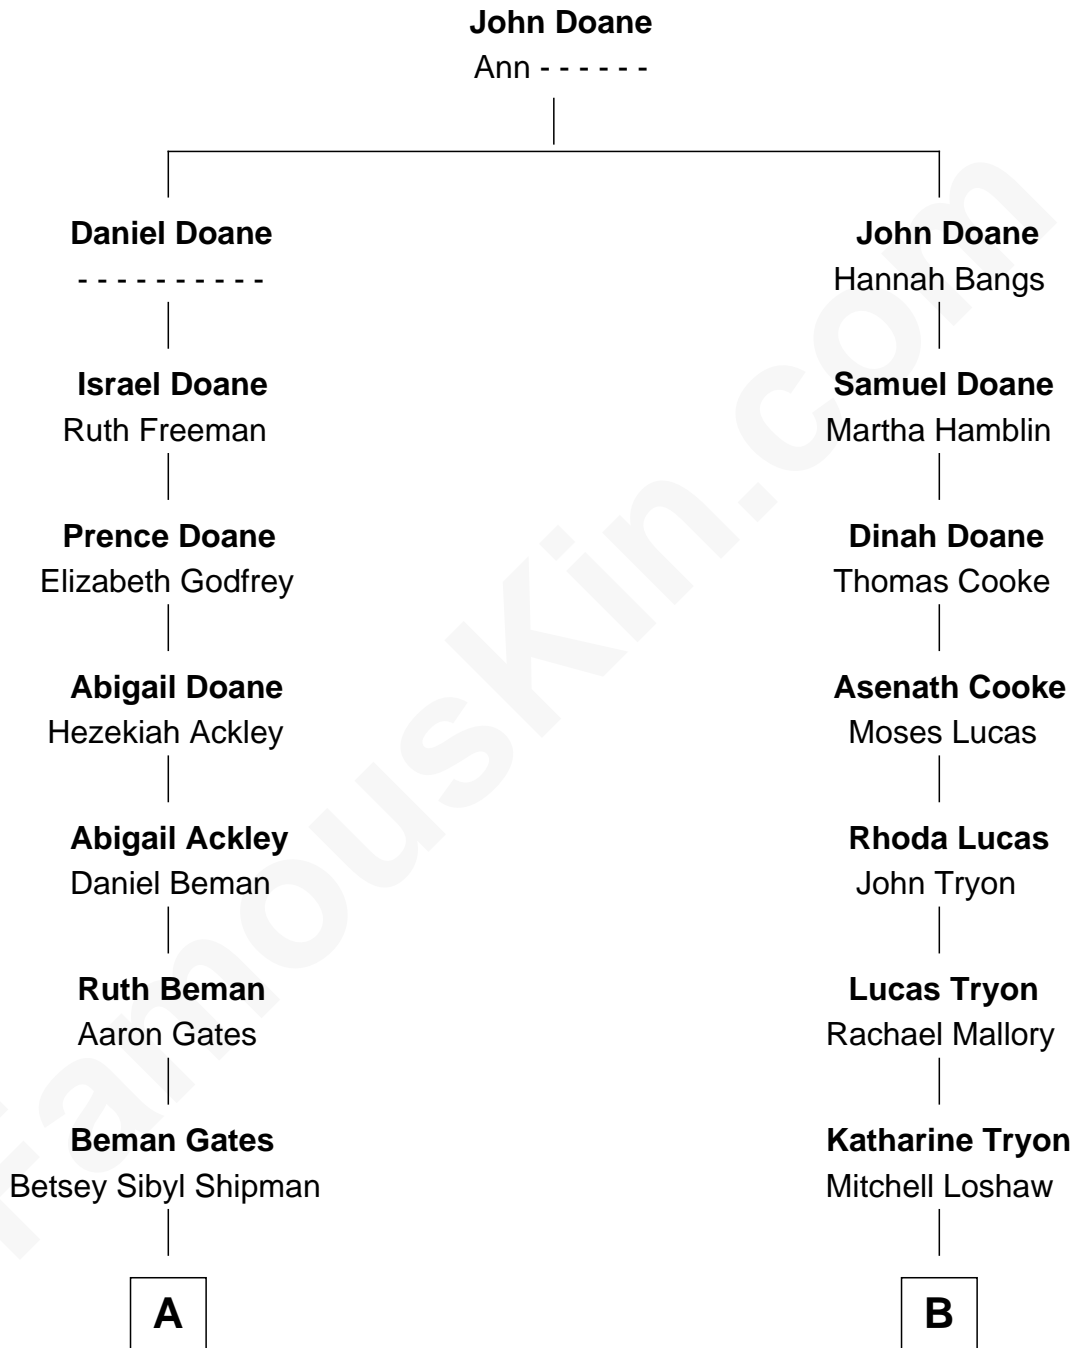 John Doane
Ann - - - - - -
Daniel Doane
- - - - - - - - - -
John Doane
Hannah Bangs
Israel Doane
Ruth Freeman
Samuel Doane
Martha Hamblin
Prence Doane
Elizabeth Godfrey
Dinah Doane
Thomas Cooke
Abigail Doane
Hezekiah Ackley
Asenath Cooke
Moses Lucas
Abigail Ackley
Daniel Beman
Rhoda Lucas
John Tryon
Ruth Beman
Aaron Gates
Lucas Tryon
Rachael Mallory
Beman Gates
Betsey Sibyl Shipman
Katharine Tryon
Mitchell Loshaw
A
B
FamousKin.com